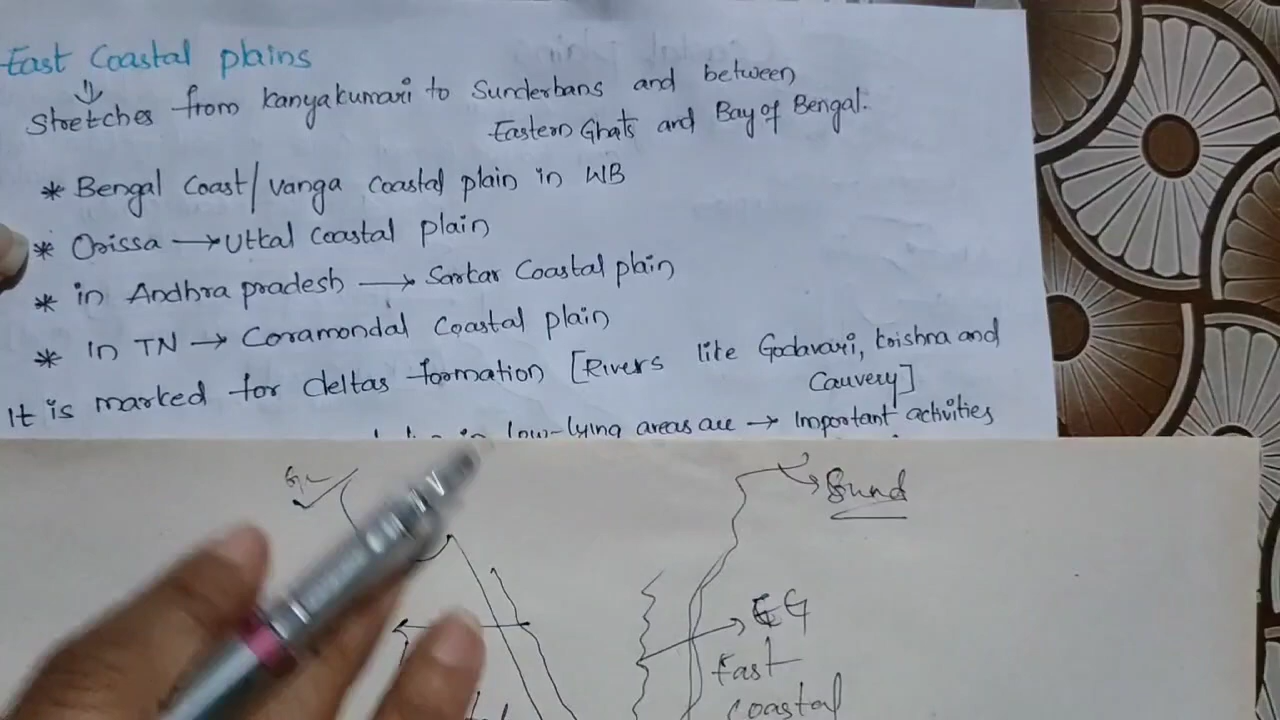 East Coastal plains
Stretches from Kanyakumari to Sunderbans and between
Eastern Ghats and Bay of Bengal.
* Bengal Coast/vanga coastal plain in WB
* Orissa → Utkal coastal plain
* in Andhra pradesh → Sarkar Coastal plain
* in TN → Coramondal Coastal plain
It is marked for deltas formation [Rivers like Godavari, krishna and
Cauvery]
low-lying areas are → Important activities
Sund
EG
East
coastal